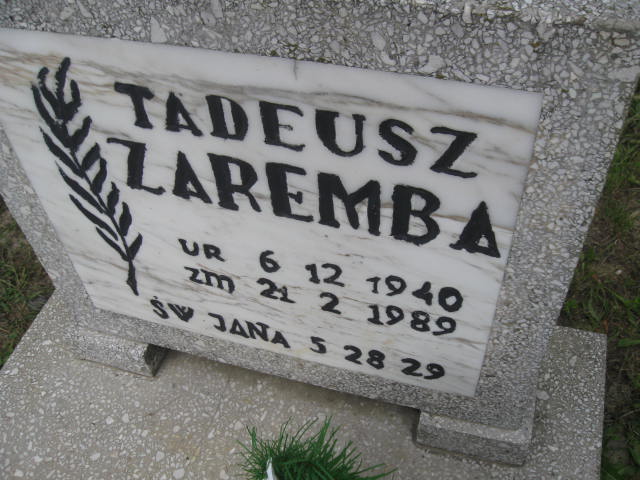 TADEUSZ
ZAREMBA
UR 6 12 1940
ZM 21 2 1989
ŚW JANA 5 28 29